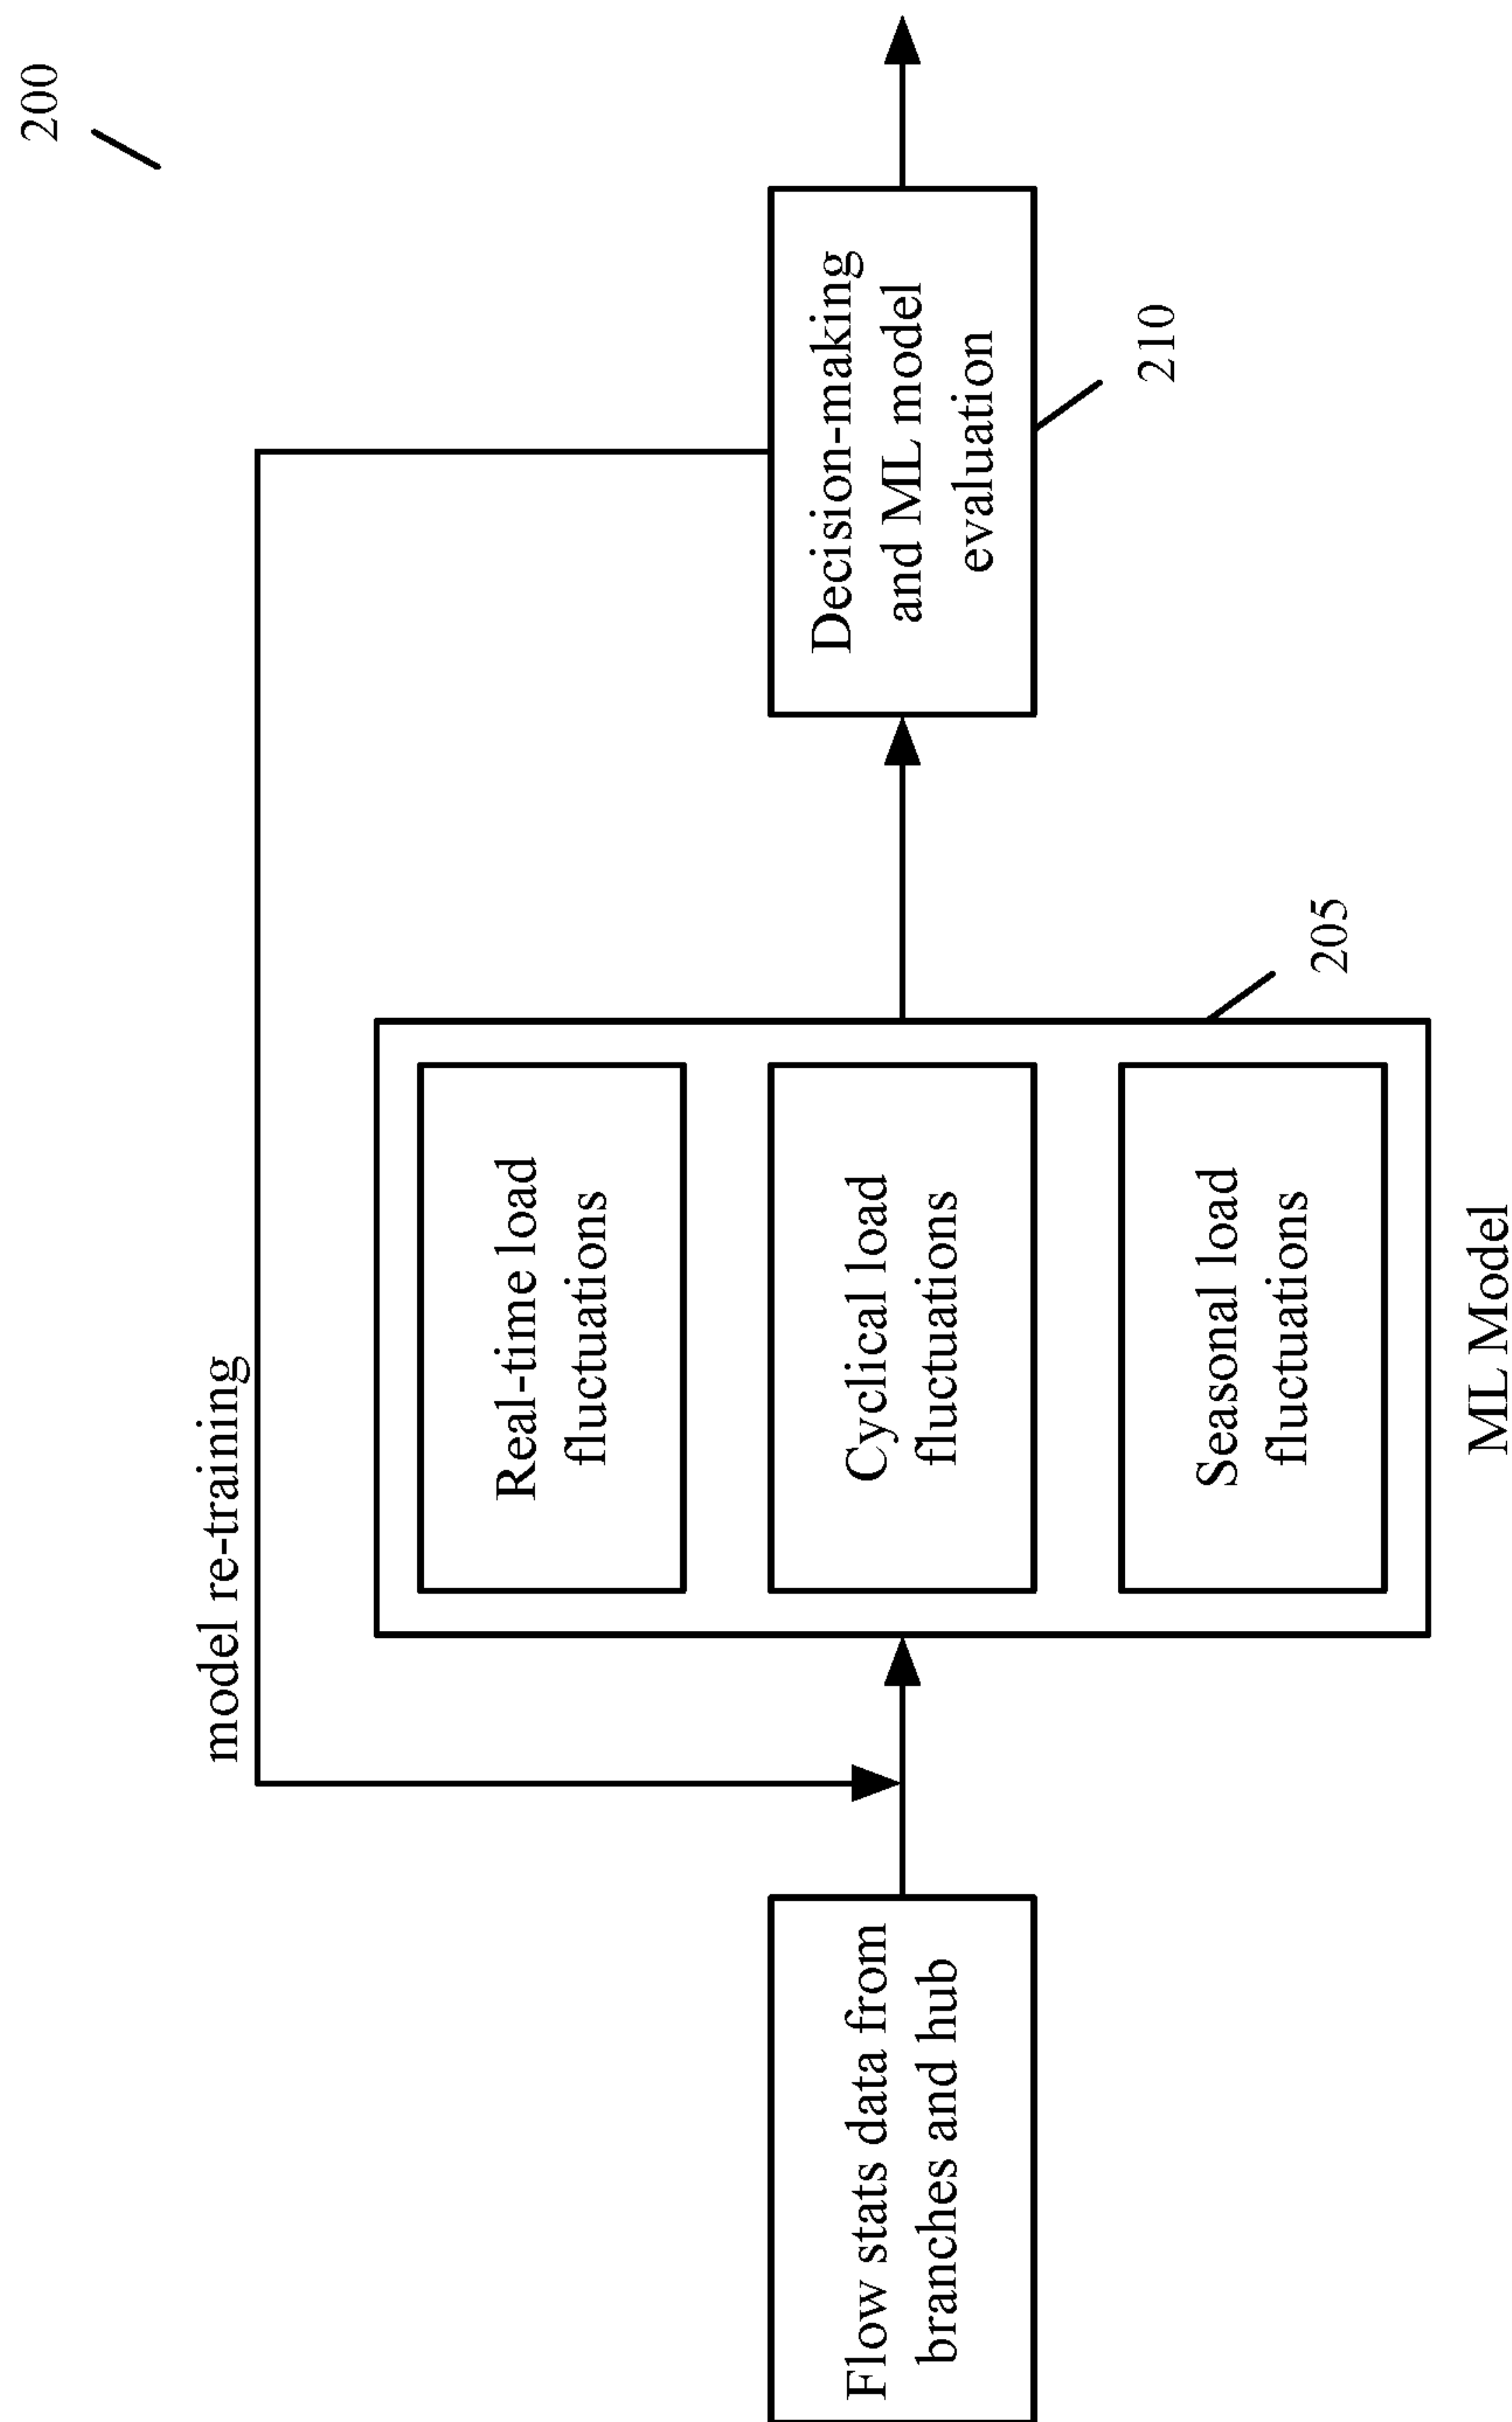 200
model re-training
Flow stats data from
branches and hub
Real-time load
fluctuations
Cyclical load
fluctuations
Seasonal load
fluctuations
ML Model
205
Decision-making
and ML model
evaluation
210